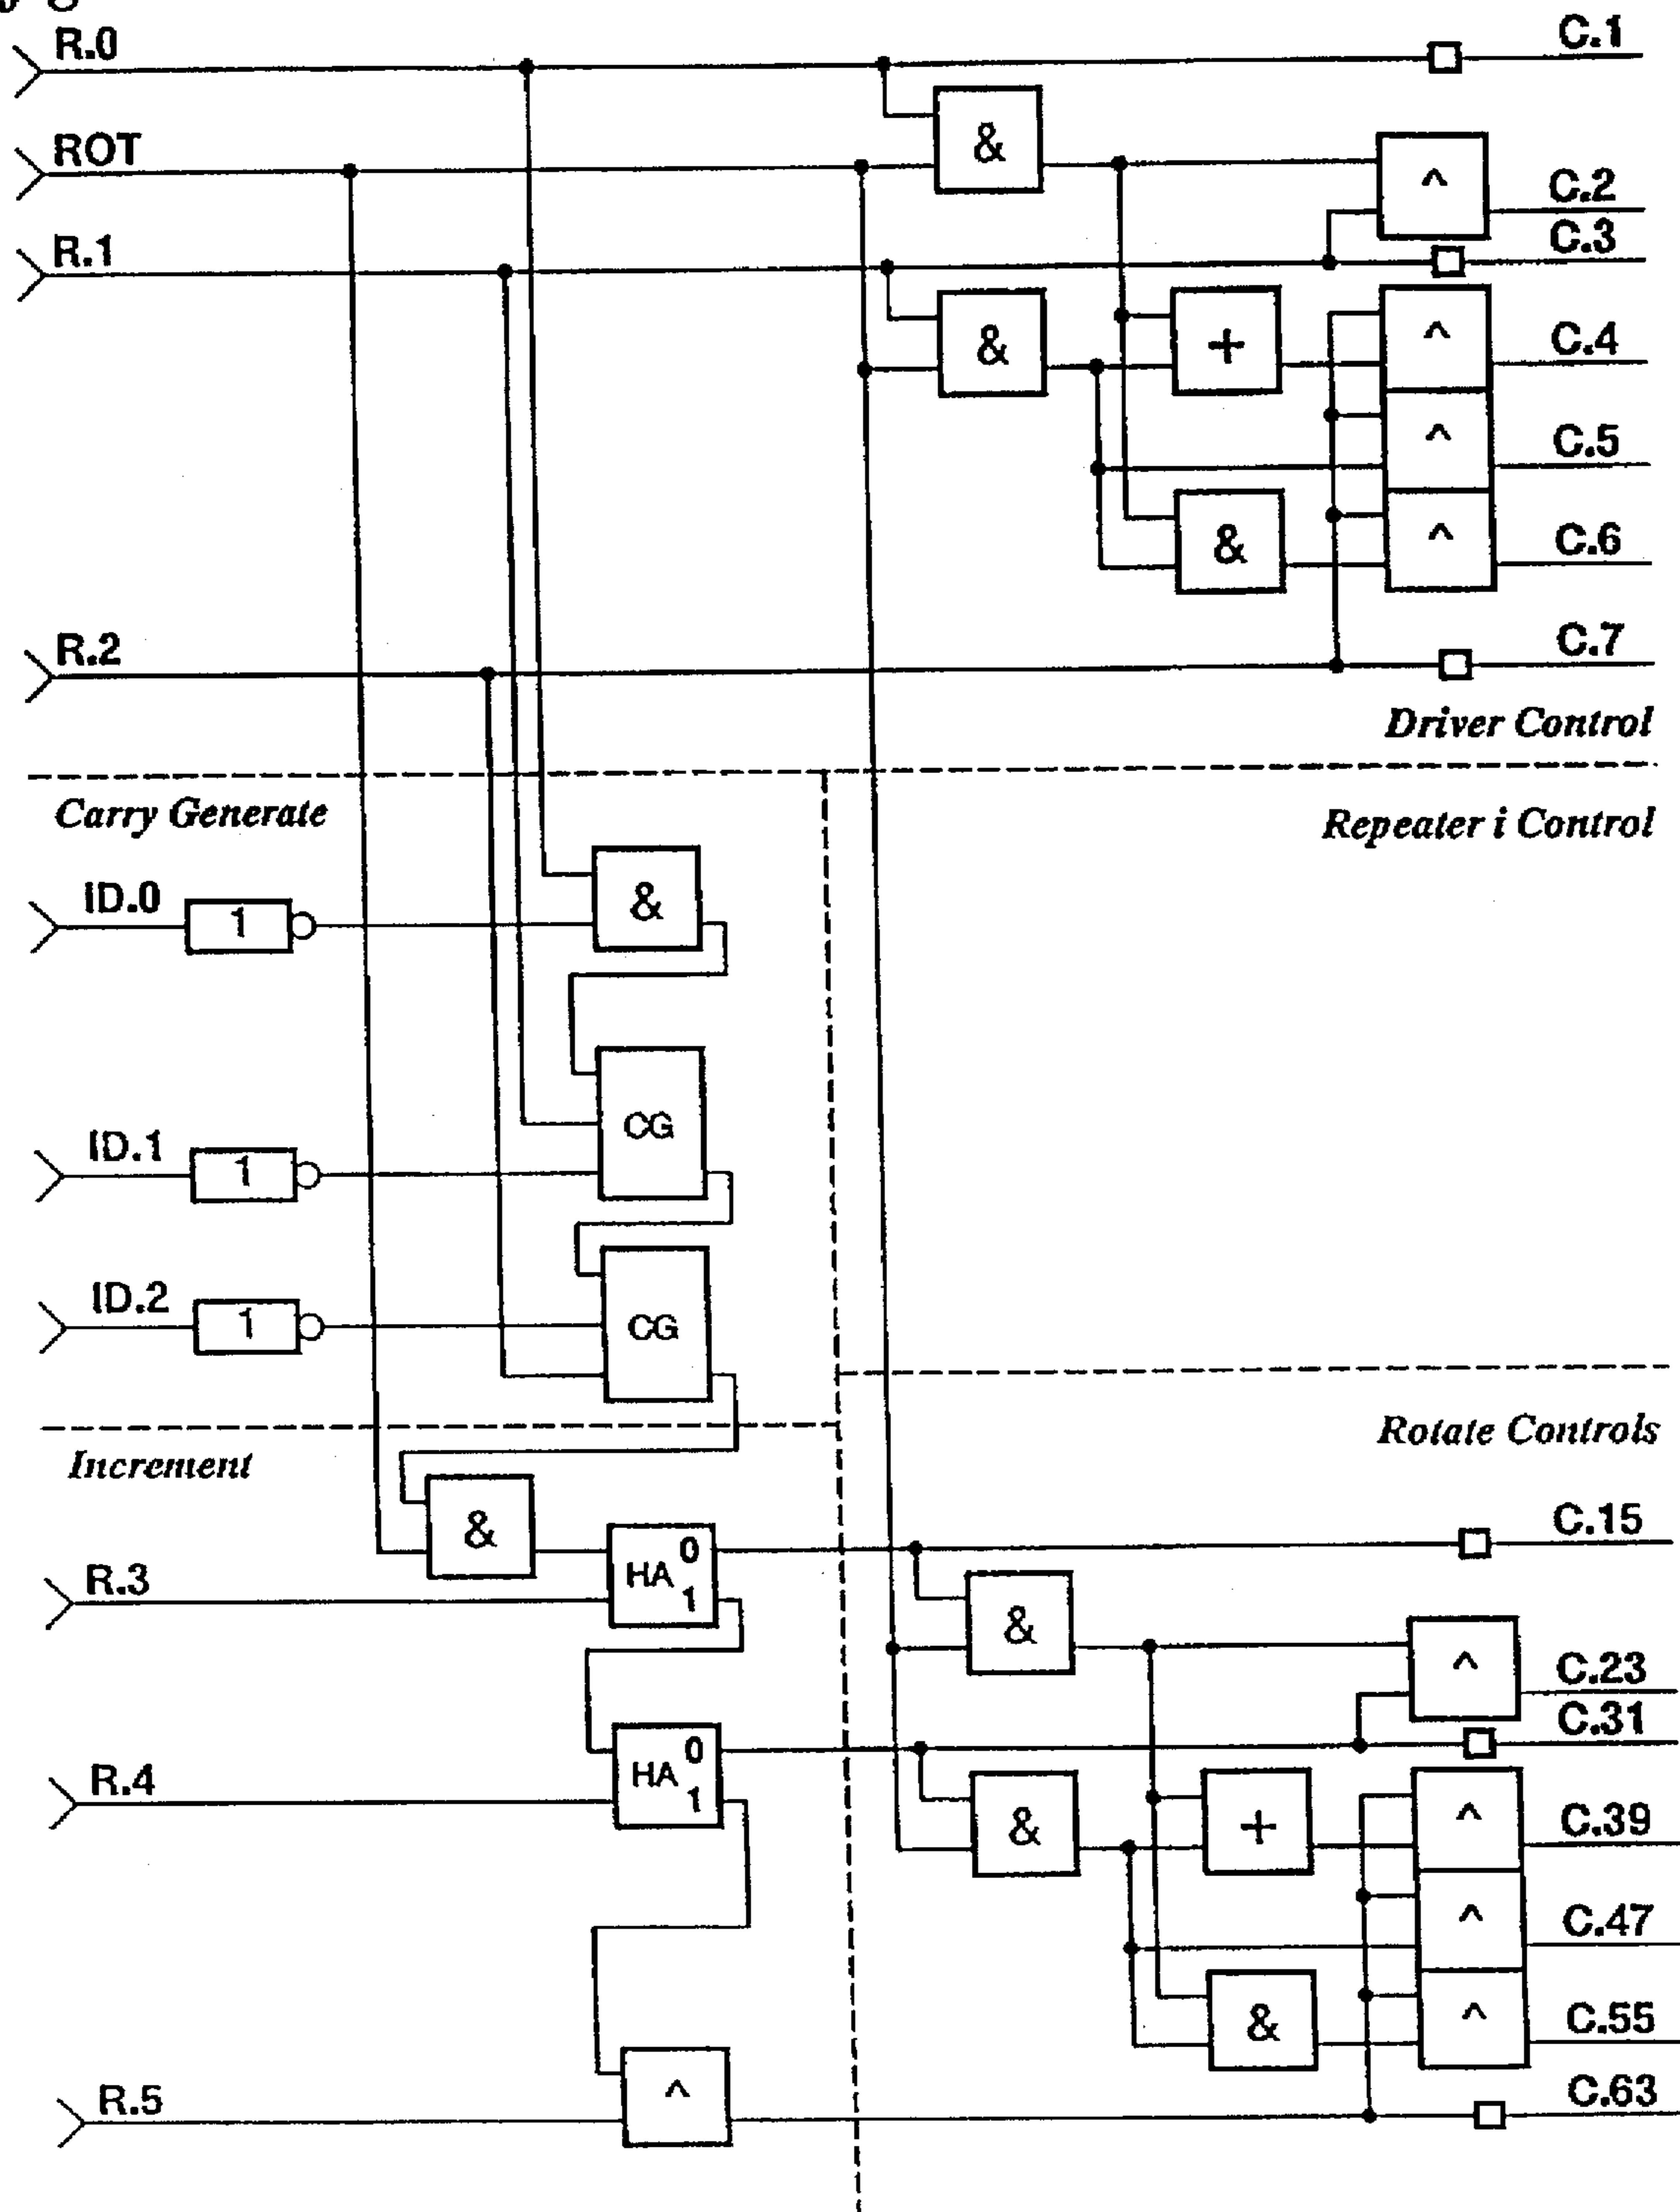 R.0
C.1
&
ROT
^
C.2
R.1
C.3
&
+
^
C.4
^
C.5
&
^
C.6
R.2
C.7
Driver Control
Carry Generate
Repeater i Control
ID.0
1
&
CG
ID.1
1
ID.2
1
CG
Rotate Controls
Increment
&
C.15
HA 0
1
R.3
&
^
C.23
C.31
HA 0
1
R.4
&
+
^
C.39
^
C.47
&
^
C.55
R.5
^
C.63